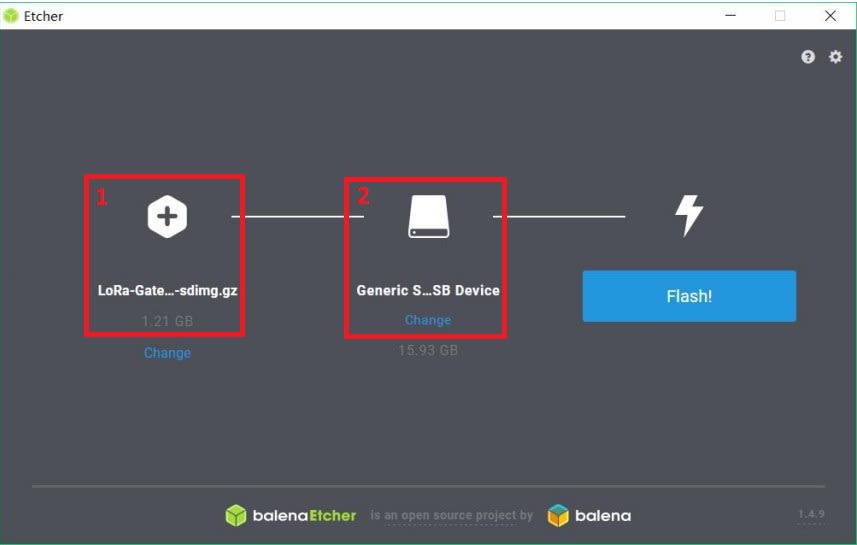 Etcher
1
2
LoRa-Gate...-sdimg.gz
1.21 GB
Change
Generic S...SB Device
Change
15.93 GB
Flash!
balenaEtcher is an open source project by balena
1.4.9